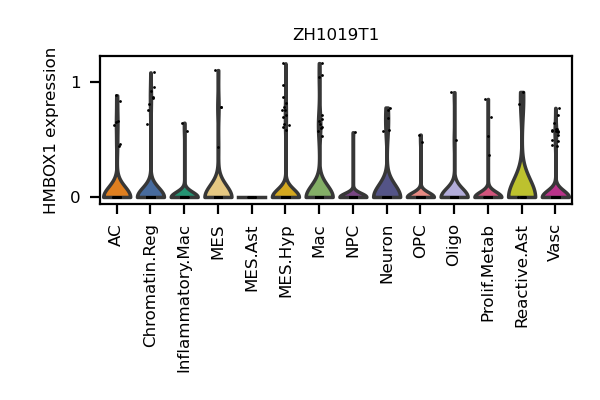 ZH1019T1
HMBOX1 expression
1
0
AC
Chromatin.Reg
Inflammatory.Mac
MES
MES.Ast
MES.Hyp
Mac
NPC
Neuron
OPC
Oligo
Prolif.Metab
Reactive.Ast
Vasc